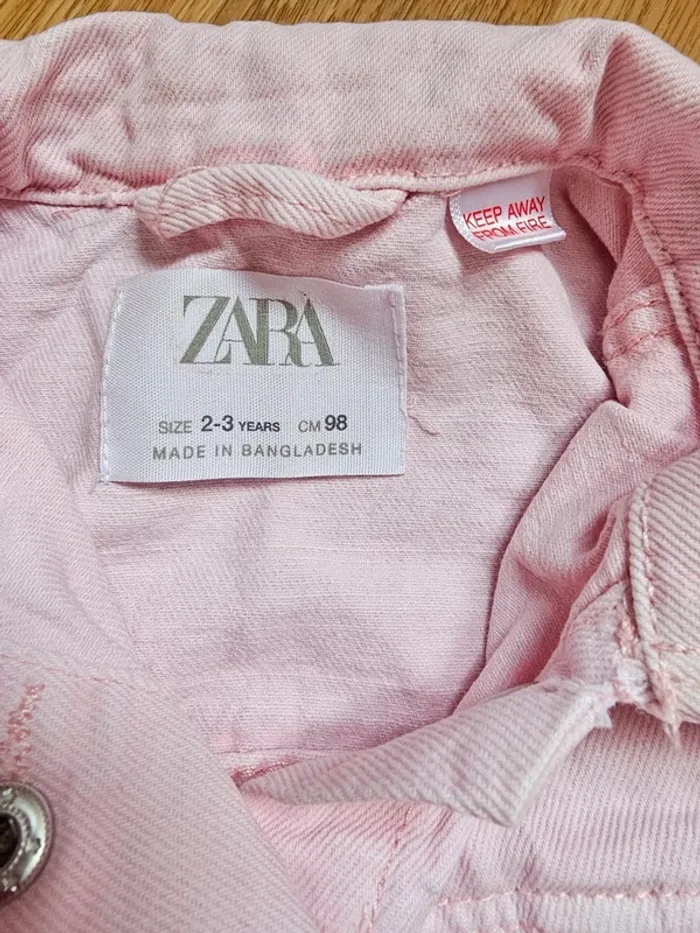 ZARA
SIZE 2-3 YEARS CM 98
MADE IN BANGLADESH
KEEP AWAY
FROM FIRE